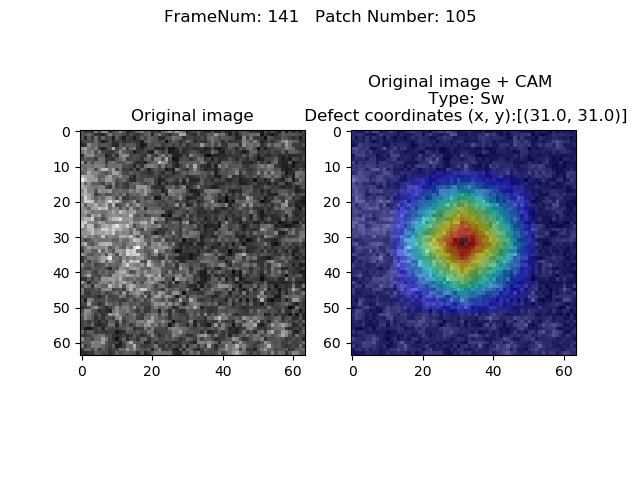 FrameNum: 141   Patch Number: 105
Original image
0
10
20
30
40
50
60
0 20 40 60
Original image + CAM
Type: Sw
Defect coordinates (x, y):[(31.0, 31.0)]
0
10
20
30
40
50
60
0 20 40 60